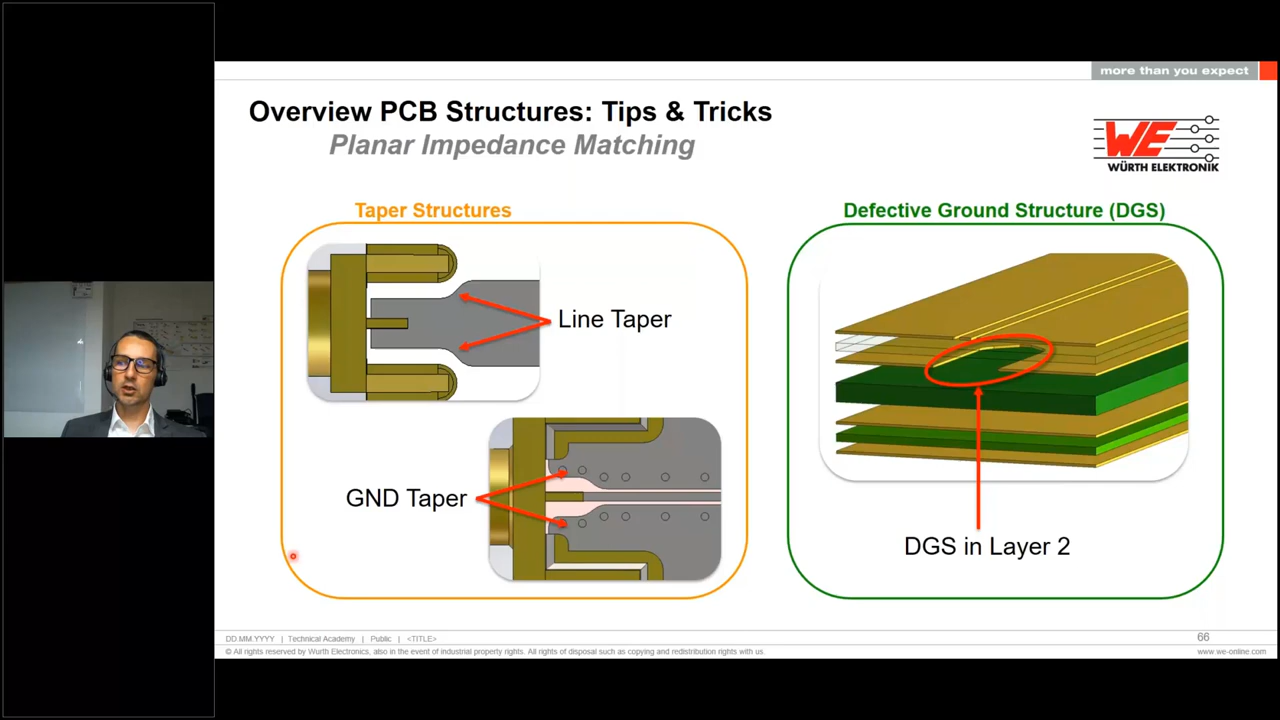 more than you expect
Overview PCB Structures: Tips & Tricks
Planar Impedance Matching
WE
WÜRTH ELEKTRONIK
Taper Structures
Line Taper
GND Taper
Defective Ground Structure (DGS)
DGS in Layer 2
DD.MM.YYYY | Technical Academy | Public | <TITLE>
66
© All rights reserved by Wurth Electronics, also in the event of industrial property rights. All rights of disposal such as copying and redistribution rights with us.
www.we-online.com